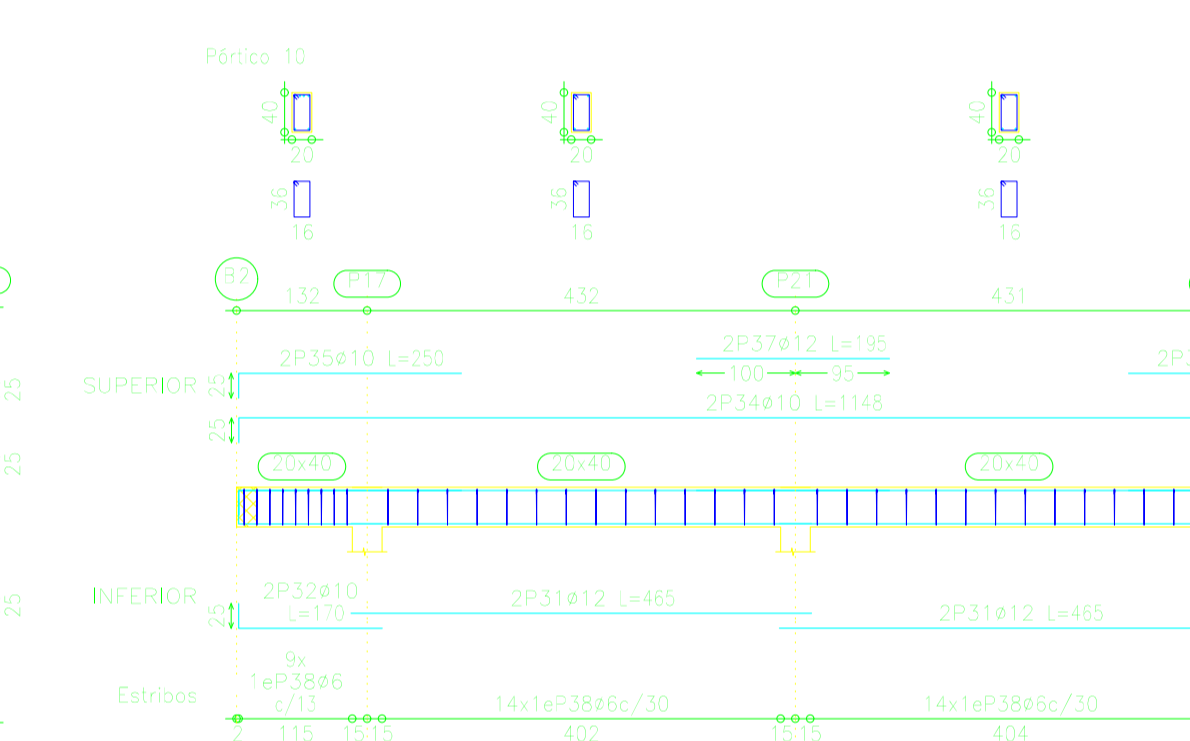 Pórtico 10
40
20
40
20
40
20
36
16
36
16
36
16
B2
P17
P21
132
432
431
2P37ø12 L=195
2P35ø10 L=250
25
SUPERIOR
25
100
95
2P34ø10 L=1148
25
25
20x40
20x40
20x40
INFERIOR
25
25
2P32ø10
L=170
2P31ø12 L=465
2P31ø12 L=465
Estribos
9x
1eP38ø6
c/13
14x1eP38ø6c/30
14x1eP38ø6c/30
2
115
15
15
402
15
15
404